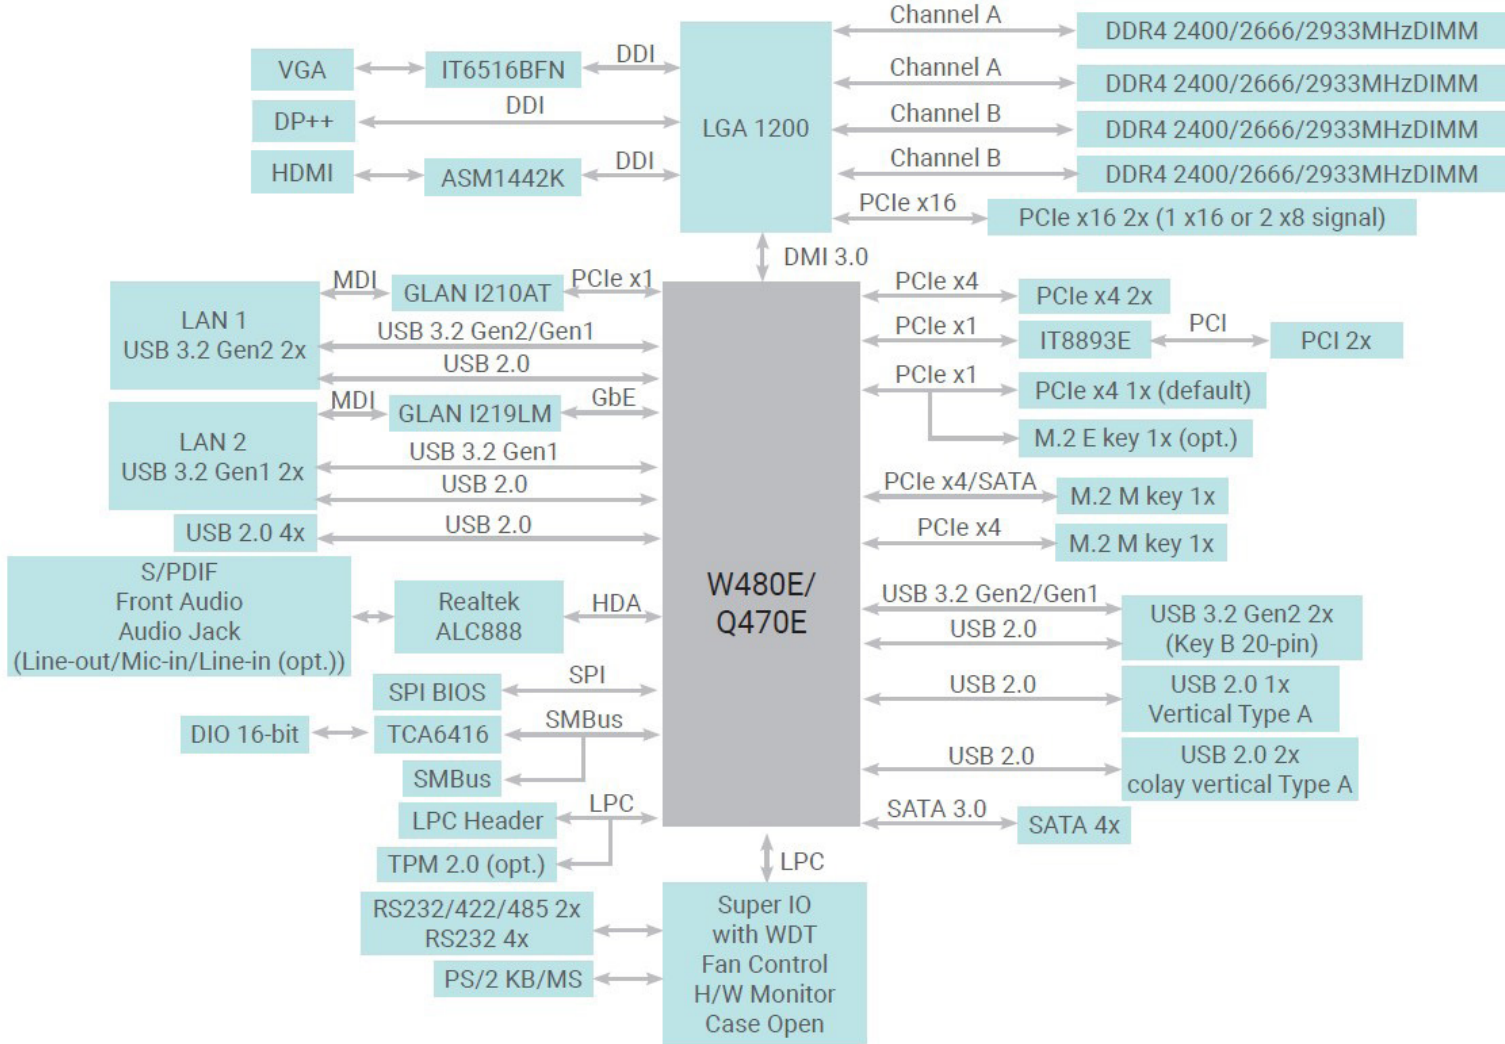 Channel A
DDR4 2400/2666/2933MHzDIMM
VGA
IT6516BFN
DDI
Channel A
DDR4 2400/2666/2933MHzDIMM
DP++
DDI
LGA 1200
Channel B
DDR4 2400/2666/2933MHzDIMM
HDMI
ASM1442K
DDI
Channel B
DDR4 2400/2666/2933MHzDIMM
PCIe x16
PCIe x16 2x (1 x16 or 2 x8 signal)
DMI 3.0
LAN 1
USB 3.2 Gen2 2x
MDI
GLAN I210AT
PCIe x1
USB 3.2 Gen2/Gen1
USB 2.0
LAN 2
USB 3.2 Gen1 2x
MDI
GLAN I219LM
GbE
USB 3.2 Gen1
USB 2.0
USB 2.0 4x
USB 2.0
S/PDIF
Front Audio
Audio Jack
(Line-out/Mic-in/Line-in (opt.))
Realtek
ALC888
HDA
SPI BIOS
SPI
DIO 16-bit
TCA6416
SMBus
SMBus
LPC Header
LPC
TPM 2.0 (opt.)
W480E/
Q470E
PCIe x4
PCIe x4 2x
PCIe x1
IT8893E
PCI
PCI 2x
PCIe x1
PCIe x4 1x (default)
M.2 E key 1x (opt.)
PCIe x4/SATA
M.2 M key 1x
PCIe x4
M.2 M key 1x
USB 3.2 Gen2/Gen1
USB 2.0
USB 3.2 Gen2 2x
(Key B 20-pin)
USB 2.0
USB 2.0 1x
Vertical Type A
USB 2.0
USB 2.0 2x
colay vertical Type A
SATA 3.0
SATA 4x
LPC
RS232/422/485 2x
RS232 4x
PS/2 KB/MS
Super IO
with WDT
Fan Control
H/W Monitor
Case Open